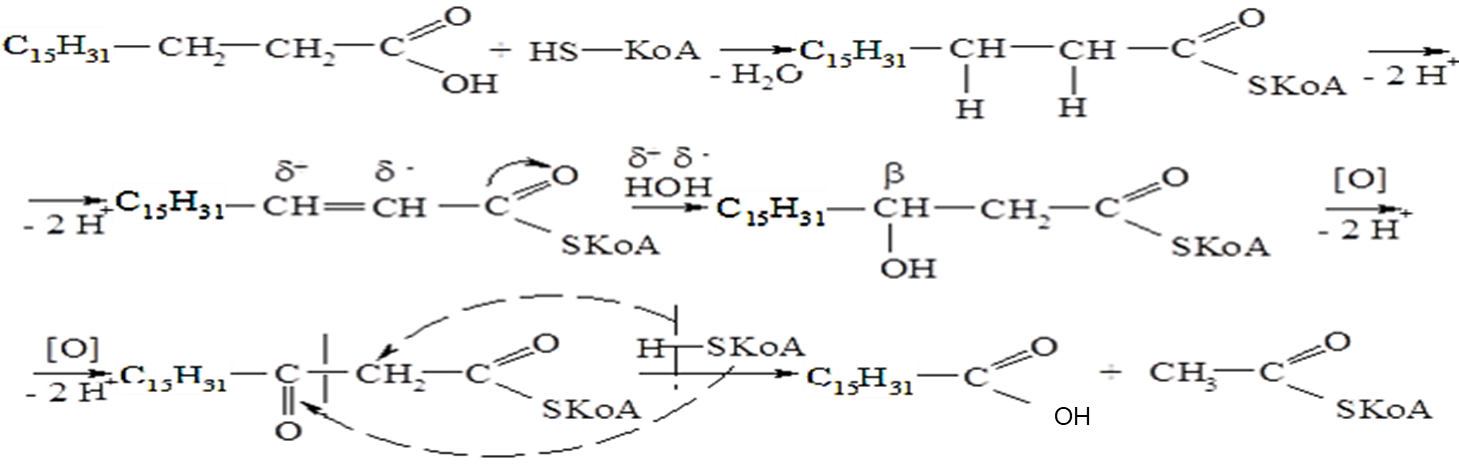 C₁₅H₃₁—CH₂—CH₂—C(=O)OH ÷ HS—KoA → - H₂O C₁₅H₃₁—CH(H)—CH(H)—C(=O)SKoA → - 2 H⁺
→ - 2 H⁺ C₁₅H₃₁—CH(δ⁻)=CH(δ·)—C(=O)SKoA → δ⁻ δ· HOH C₁₅H₃₁—CH(β)(OH)—CH₂—C(=O)SKoA → [O] - 2 H⁺
→ [O] - 2 H⁺ C₁₅H₃₁—C(=O)—CH₂—C(=O)SKoA → H—SKoA C₁₅H₃₁—C(=O)OH ÷ CH₃—C(=O)SKoA